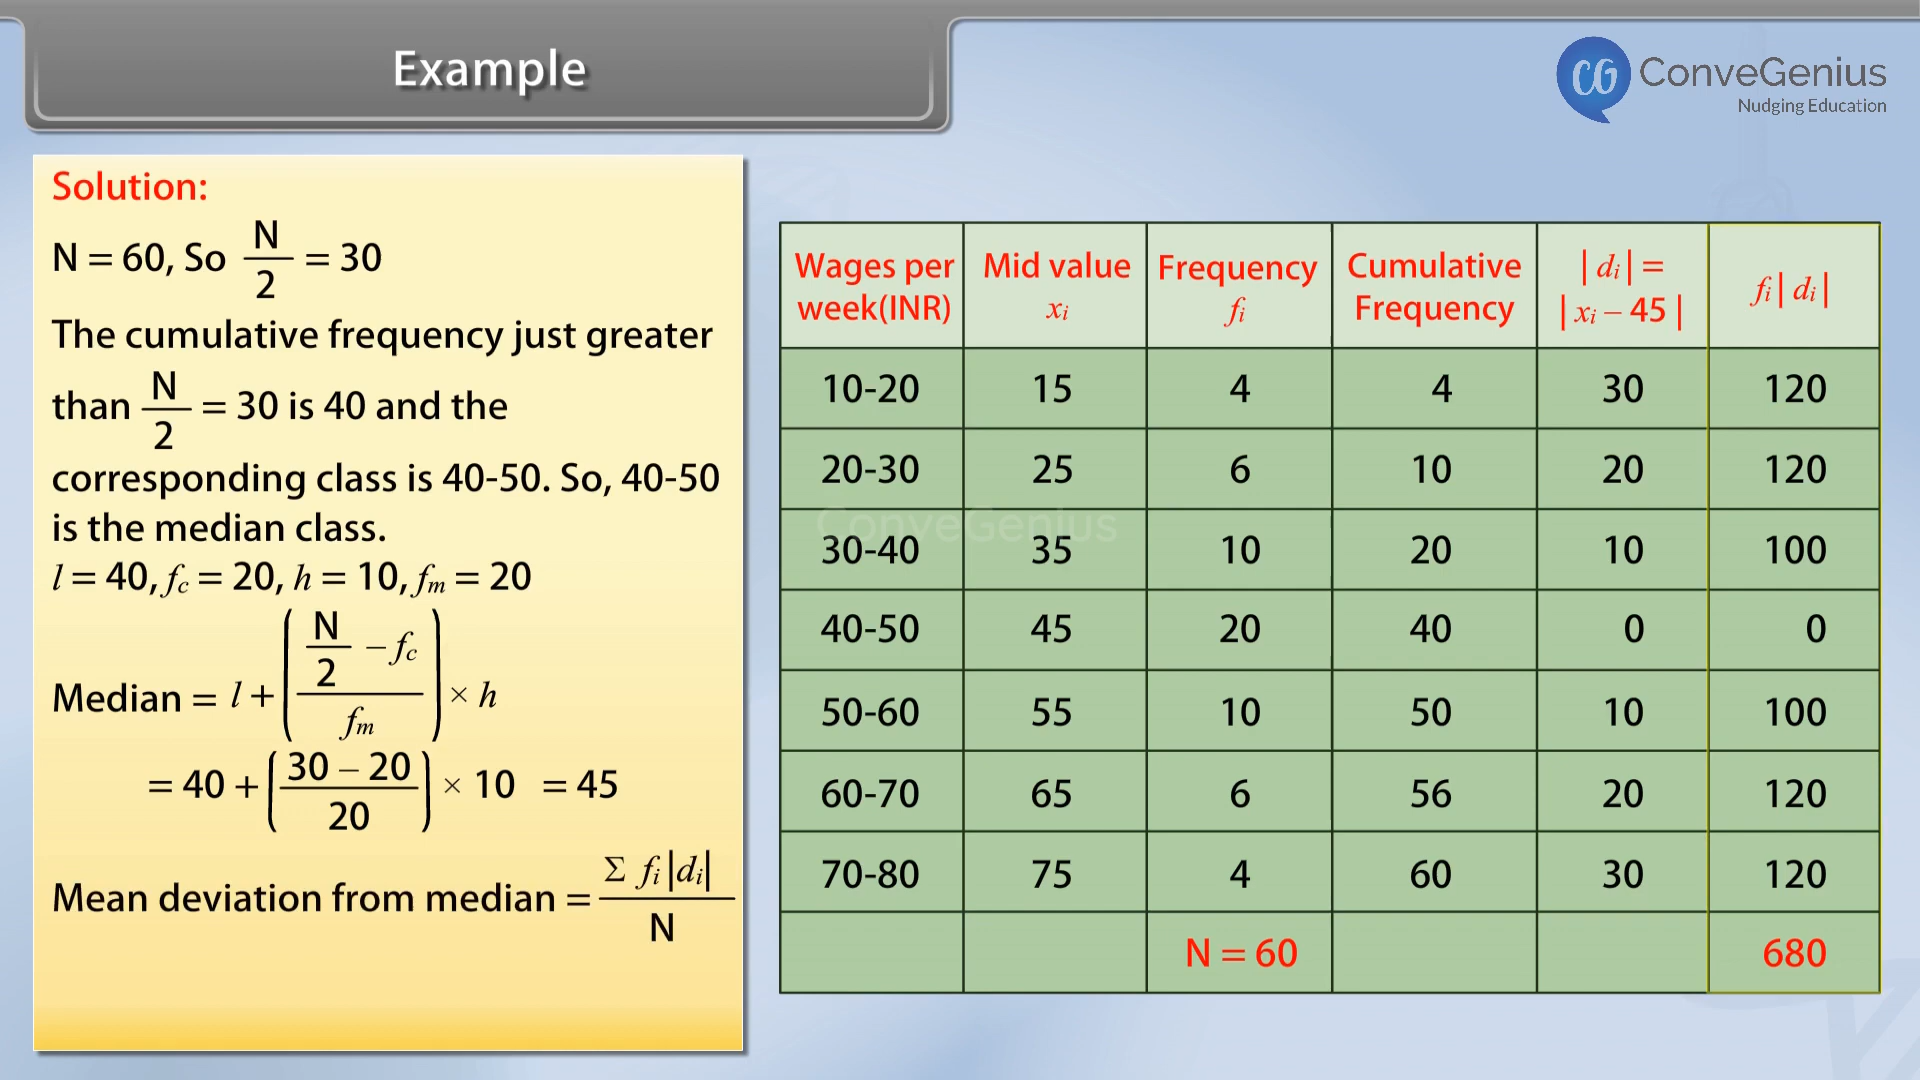 Example
CG ConveGenius
Nudging Education
Solution:
N = 60, So N/2 = 30
The cumulative frequency just greater
than N/2 = 30 is 40 and the
corresponding class is 40-50. So, 40-50
is the median class.
l = 40, fc = 20, h = 10, fm = 20
Median = l + ((N/2 – fc)/fm) × h
= 40 + ((30 – 20)/20) × 10 = 45
Mean deviation from median = Σ fi|di|/N
Wages per week(INR) | Mid value xi | Frequency fi | Cumulative Frequency | |di| = |xi – 45| | fi|di|
10-20 15 4 4 30 120
20-30 25 6 10 20 120
ConveGenius
30-40 35 10 20 10 100
40-50 45 20 40 0 0
50-60 55 10 50 10 100
60-70 65 6 56 20 120
70-80 75 4 60 30 120
N = 60 680